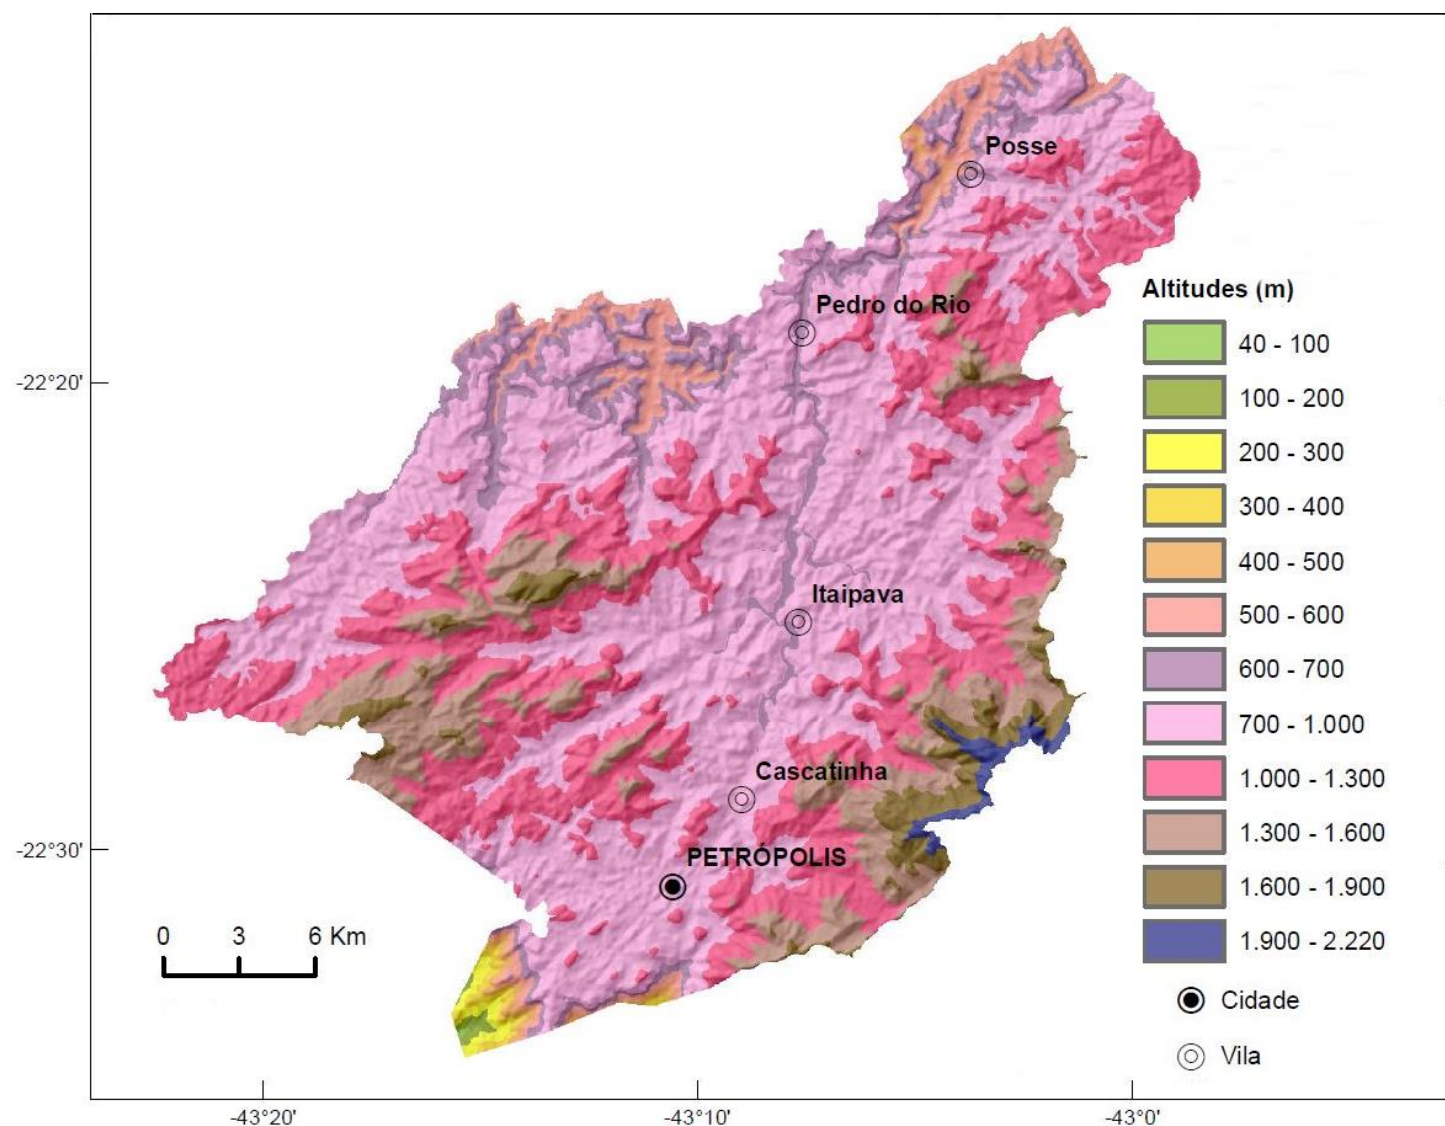 Posse
Pedro do Rio
Itaipava
Cascatinha
PETRÓPOLIS
-22°20'
-22°30'
0 3 6 Km
-43°20' -43°10' -43°0'
Altitudes (m)
40 - 100
100 - 200
200 - 300
300 - 400
400 - 500
500 - 600
600 - 700
700 - 1.000
1.000 - 1.300
1.300 - 1.600
1.600 - 1.900
1.900 - 2.220
Cidade
Vila